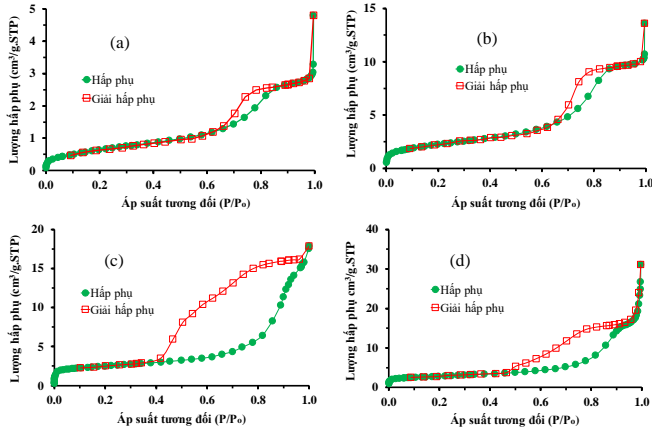 (a)
Lượng hấp phụ (cm³/g.STP)
5
4
3
2
1
0
Hấp phụ
Giải hấp phụ
0.0 0.2 0.4 0.6 0.8 1.0
Áp suất tương đối (P/Pₒ)
(b)
Lượng hấp phụ (cm³/g.STP)
15
10
5
0
Hấp phụ
Giải hấp phụ
0.0 0.2 0.4 0.6 0.8 1.0
Áp suất tương đối (P/Pₒ)
(c)
Lượng hấp phụ (cm³/g.STP)
20
15
10
5
0
Hấp phụ
Giải hấp phụ
0.0 0.2 0.4 0.6 0.8 1.0
Áp suất tương đối (P/Pₒ)
(d)
Lượng hấp phụ (cm³/g.STP)
40
30
20
10
0
Hấp phụ
Giải hấp phụ
0.0 0.2 0.4 0.6 0.8 1.0
Áp suất tương đối (P/Pₒ)